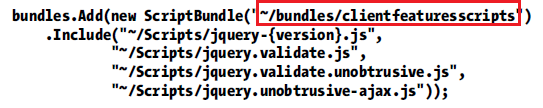 bundles.Add(new ScriptBundle("~/bundles/clientfeaturesscripts")
.Include("~/Scripts/jquery-{version}.js",
"~/Scripts/jquery.validate.js",
"~/Scripts/jquery.validate.unobtrusive.js",
"~/Scripts/jquery.unobtrusive-ajax.js"));